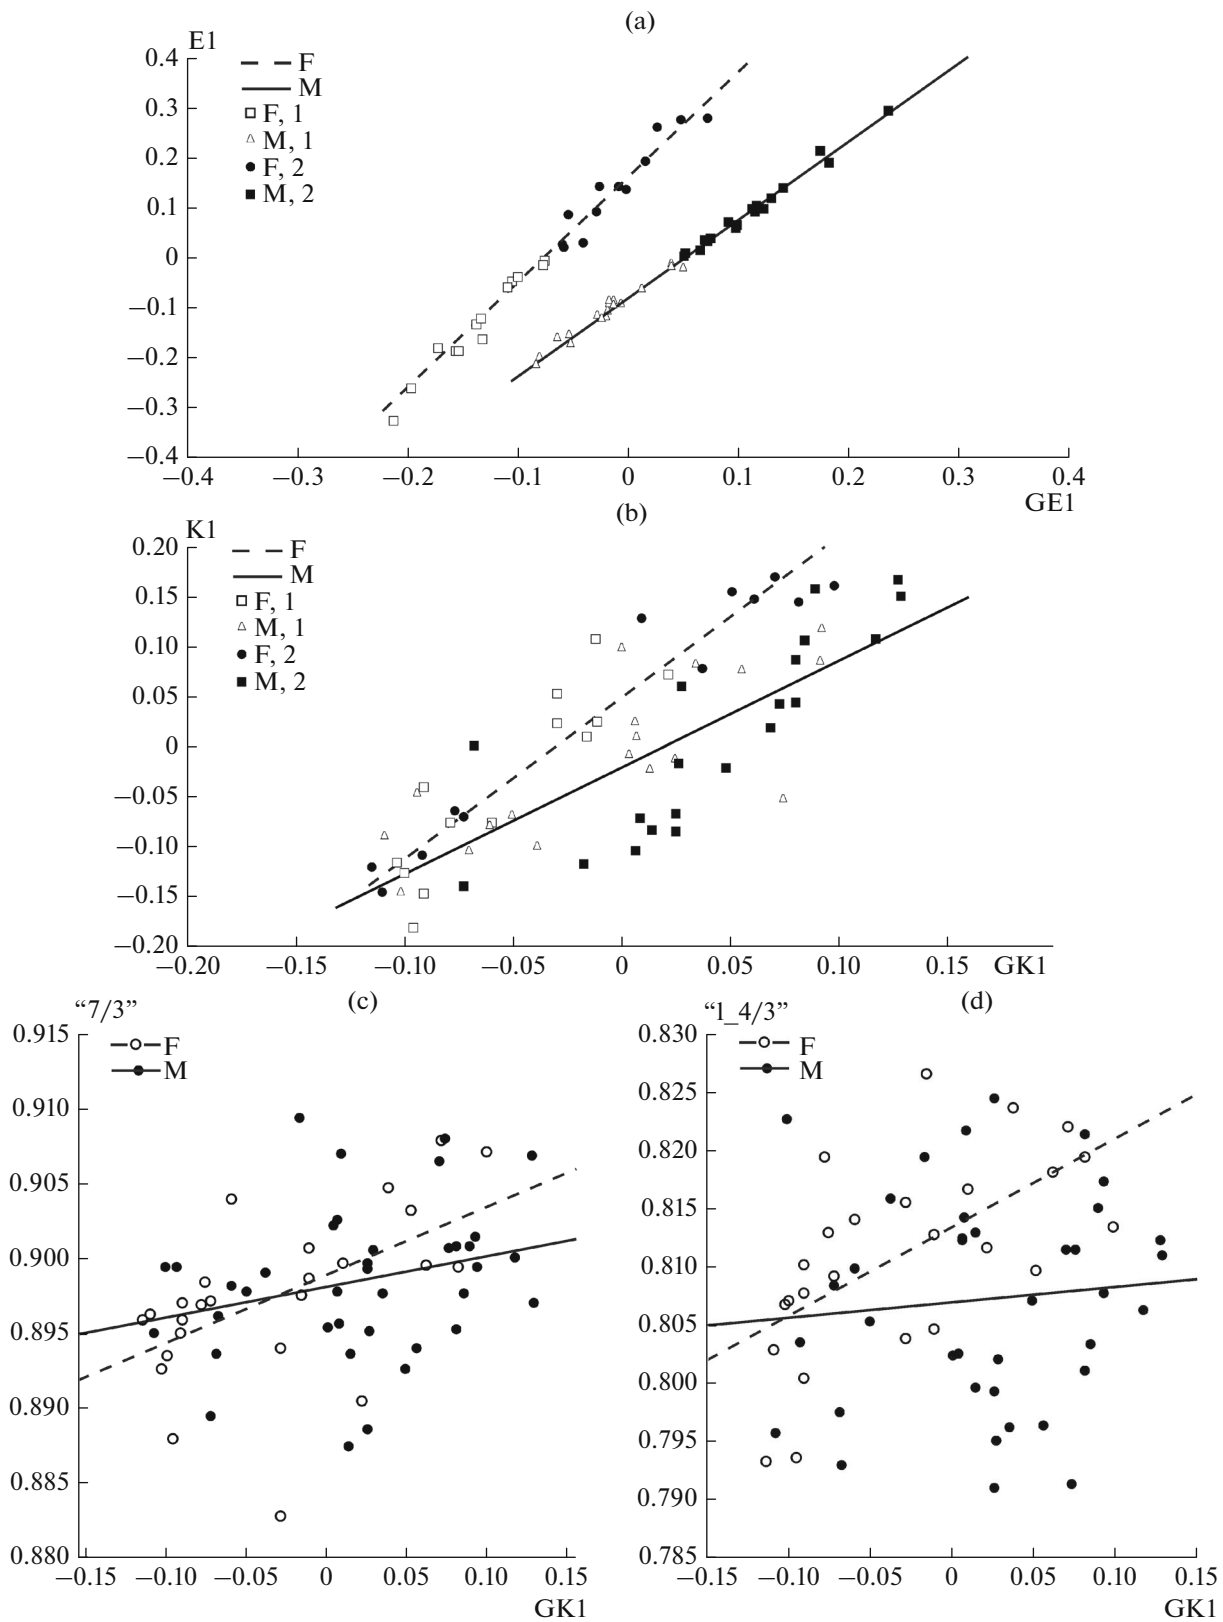 (a)
E1
0.4
0.3
0.2
0.1
0
−0.1
−0.2
−0.3
−0.4
F
M
F, 1
M, 1
F, 2
M, 2
−0.4
−0.3
−0.2
−0.1
0
0.1
0.2
0.3
0.4
GE1
(b)
K1
0.20
0.15
0.10
0.05
0
−0.05
−0.10
−0.15
−0.20
F
M
F, 1
M, 1
F, 2
M, 2
−0.20
−0.15
−0.10
−0.05
0
0.05
0.10
0.15
GK1
(c)
“7/3”
0.915
0.910
0.905
0.900
0.895
0.890
0.885
0.880
F
M
−0.15
−0.10
−0.05
0
0.05
0.10
0.15
GK1
(d)
“l_4/3”
0.830
0.825
0.820
0.815
0.810
0.805
0.800
0.795
0.790
0.785
F
M
−0.15
−0.10
−0.05
0
0.05
0.10
0.15
GK1